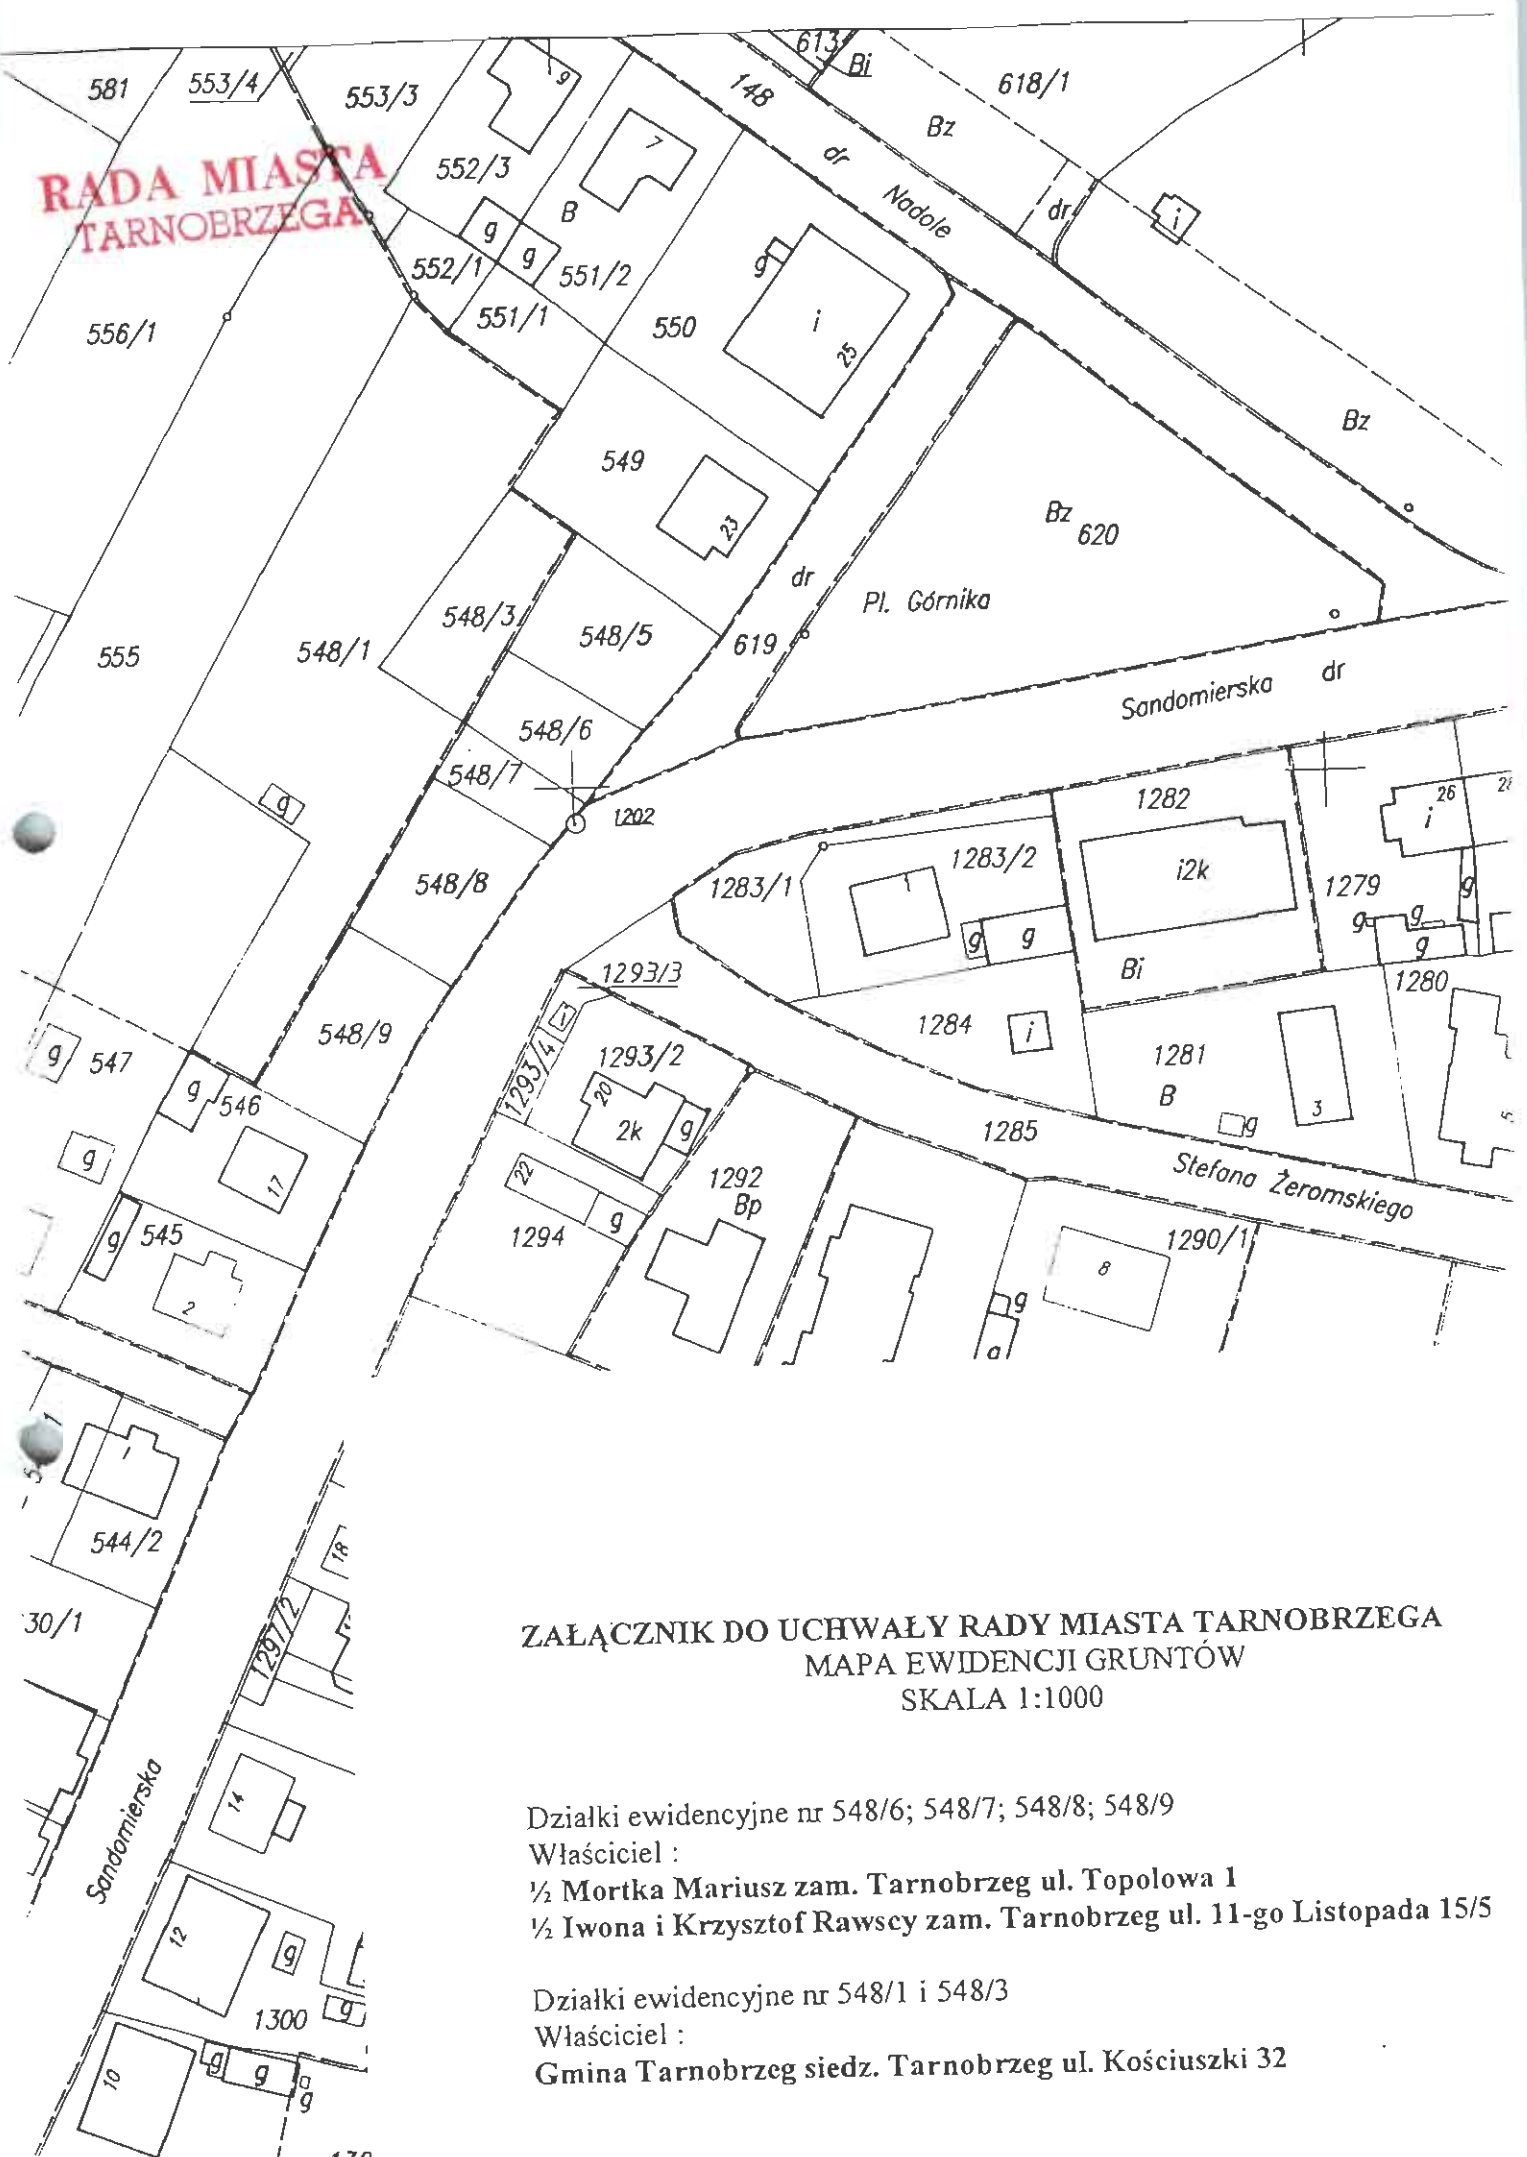 581
553/4
553/3
g
613
Bi
148
618/1
Bz
RADA MIASTA
TARNOBRZEGA
552/3
7
dr
B
Nadole
dr
i
g
g
552/1
551/2
g
556/1
551/1
550
i
25
Bz
549
23
Bz
620
dr
Pl. Górnika
548/3
548/5
619
555
548/1
Sandomierska
dr
548/6
548/7
g
1202
1282
26
i
548/8
1283/1
1
1283/2
i2k
1279
g
g
g
g
g
g
Bi
1280
1293/3
548/9
1284
i
1281
g
547
1293/4
1293/2
B
3
g
546
20
2k
g
1285
g
g
17
22
1292
Bp
Stefana Żeromskiego
g
545
1294
g
1290/1
2
8
g
1
544/2
18
30/1
1297/2
ZAŁĄCZNIK DO UCHWAŁY RADY MIASTA TARNOBRZEGA
MAPA EWIDENCJI GRUNTÓW
SKALA 1:1000
Sandomierska
14
Działki ewidencyjne nr 548/6; 548/7; 548/8; 548/9
Właściciel :
½ Mortka Mariusz zam. Tarnobrzeg ul. Topolowa 1
½ Iwona i Krzysztof Rawscy zam. Tarnobrzeg ul. 11-go Listopada 15/5
12
g
Działki ewidencyjne nr 548/1 i 548/3
1300
g
Właściciel :
Gmina Tarnobrzeg siedz. Tarnobrzeg ul. Kościuszki 32
10
g
g
g